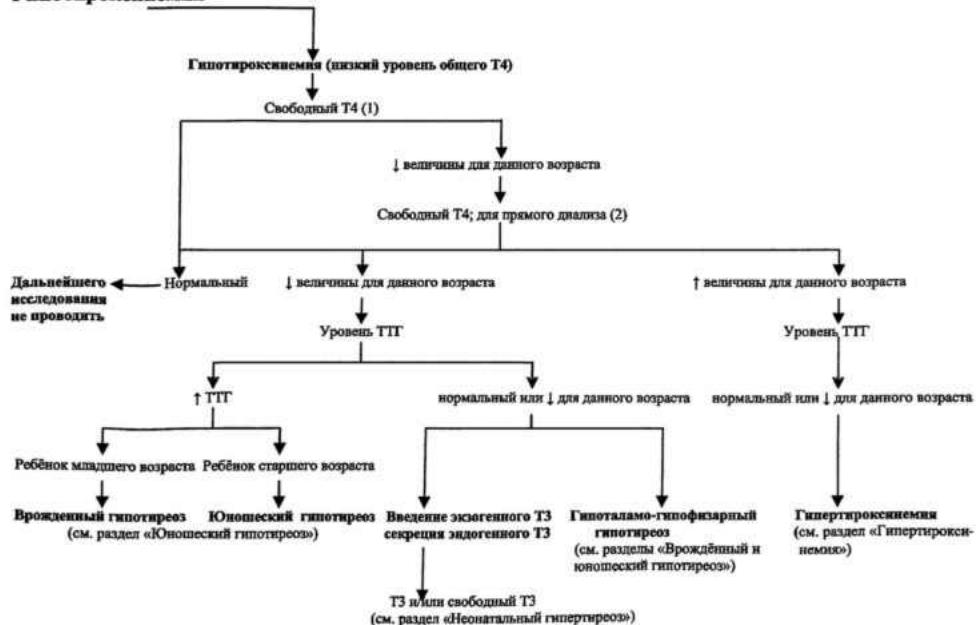 Гипотироксинемия (низкий уровень общего Т4)
Свободный Т4 (1)
↓ величины для данного возраста
Свободный Т4; для прямого диализа (2)
Дальнейшего исследования не проводить
Нормальный
↓ величины для данного возраста
↑ величины для данного возраста
Уровень ТТГ
Уровень ТТГ
↑ ТТГ
нормальный или ↓ для данного возраста
нормальный или ↓ для данного возраста
Ребёнок младшего возраста
Ребёнок старшего возраста
Врожденный гипотиреоз
Юношеский гипотиреоз
(см. раздел «Юношеский гипотиреоз»)
Введение экзогенного Т3
секреция эндогенного Т3
Гипоталамо-гипофизарный
гипотиреоз
(см. разделы «Врождённый и
юношеский гипотиреоз»)
Гипертироксинемия
(см. раздел «Гипертирокси-
немия»)
Т3 и/или свободный Т3
(см. раздел «Неонатальный гипертиреоз»)